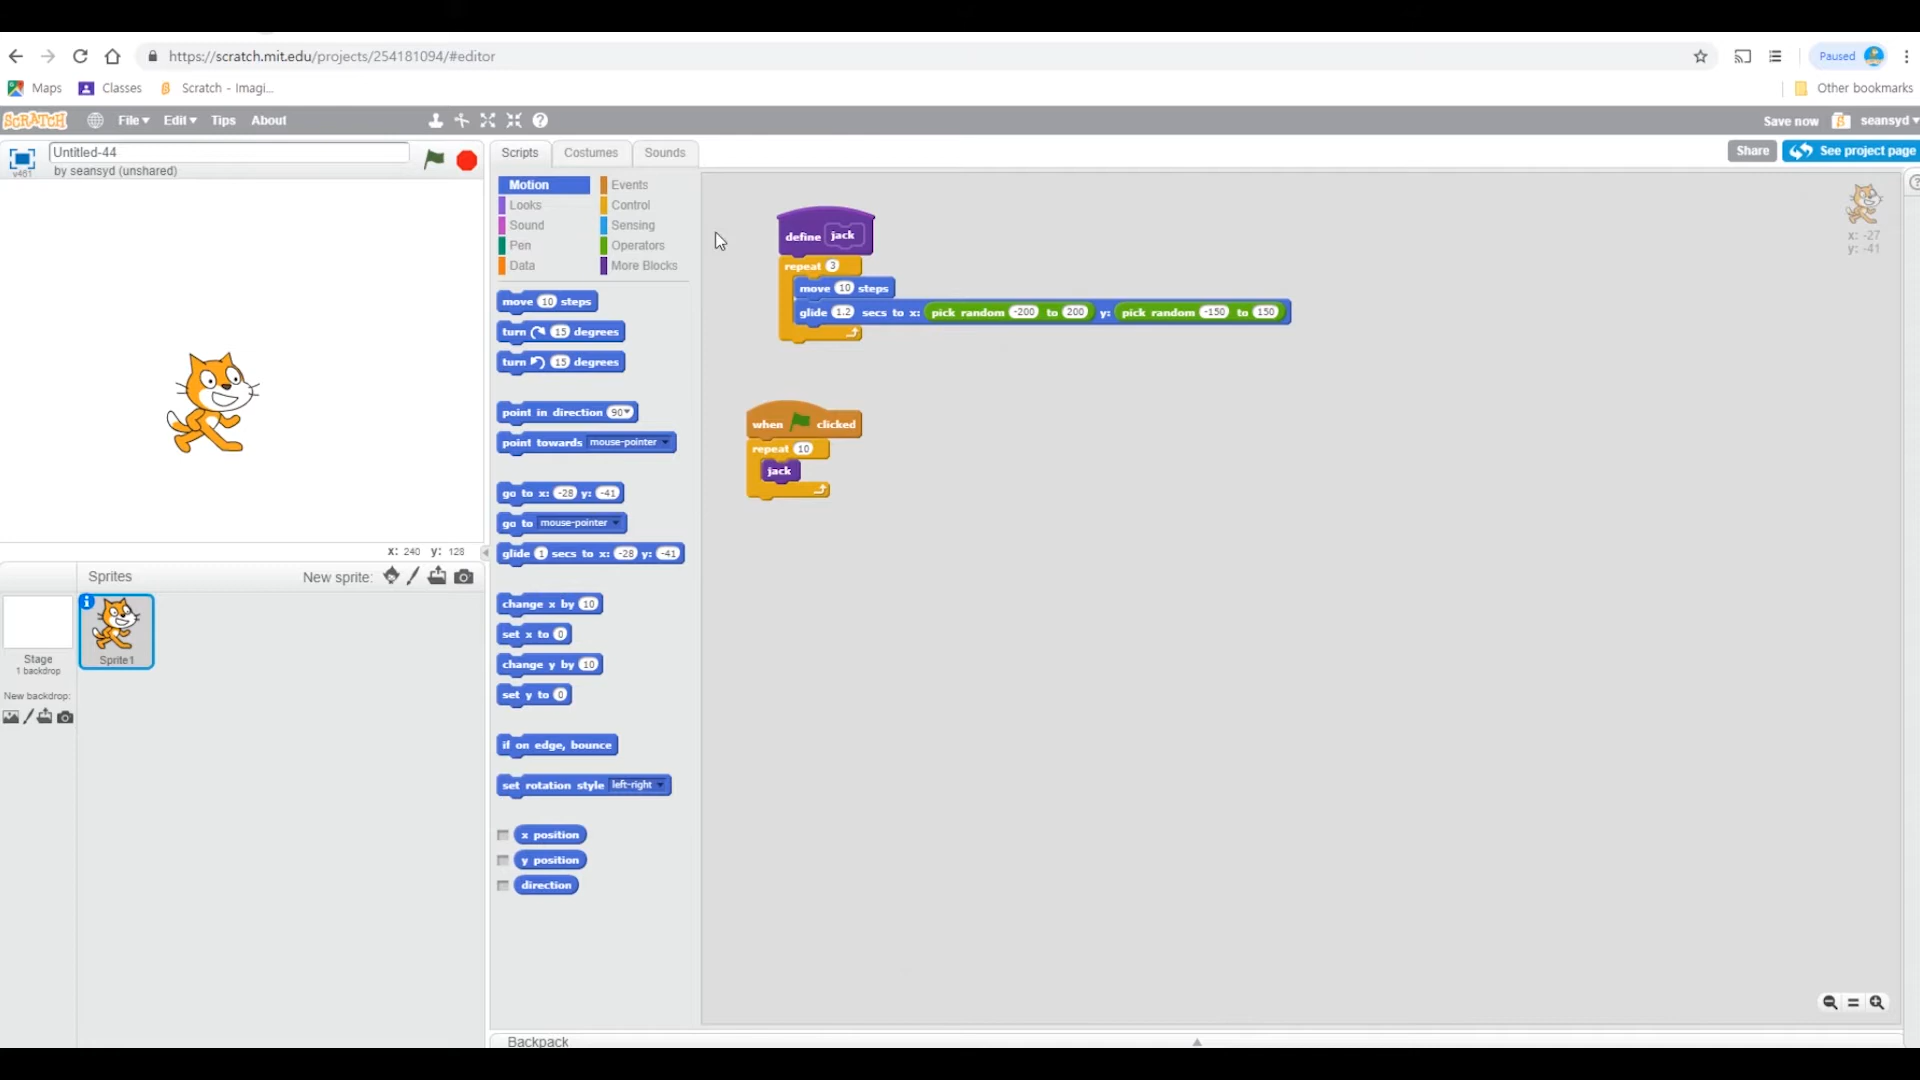 https://scratch.mit.edu/projects/254181094/#editor
Paused
Maps
Classes
Scratch - Imagi...
Other bookmarks
SCRATCH
File
Edit
Tips
About
Save now
seansyd
v461
Untitled-44
by seansyd (unshared)
Scripts
Costumes
Sounds
Share
See project page
Motion
Events
Looks
Control
Sound
Sensing
Pen
Operators
Data
More Blocks
move 10 steps
turn 15 degrees
turn 15 degrees
point in direction 90
point towards mouse-pointer
go to x: -28 y: -41
go to mouse-pointer
glide 1 secs to x: -28 y: -41
change x by 10
set x to 0
change y by 10
set y to 0
if on edge, bounce
set rotation style left-right
x position
y position
direction
define jack
repeat 3
move 10 steps
glide 1.2 secs to x: pick random -200 to 200 y: pick random -150 to 150
when clicked
repeat 10
jack
x: -27
y: -41
x: 240 y: 128
Sprites
New sprite:
Sprite1
Stage
1 backdrop
New backdrop:
Backpack